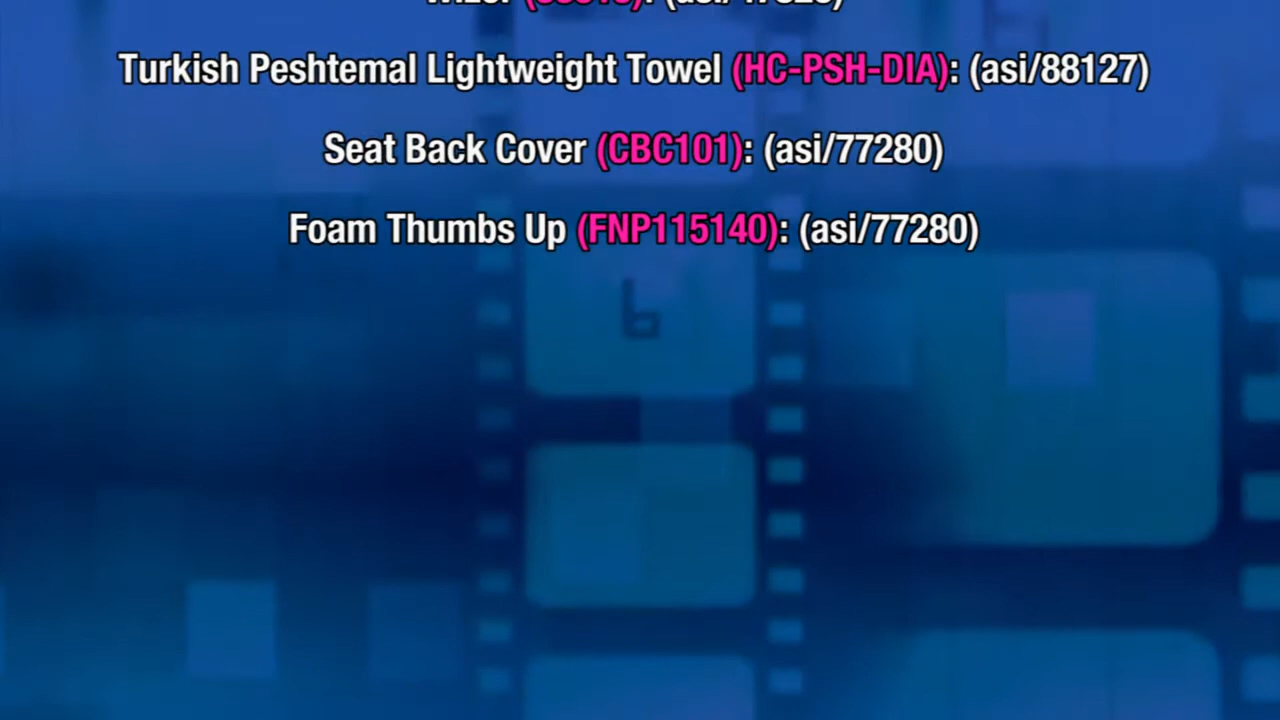 Turkish Peshtemal Lightweight Towel (HC-PSH-DIA): (asi/88127)
Seat Back Cover (CBC101): (asi/77280)
Foam Thumbs Up (FNP115140): (asi/77280)